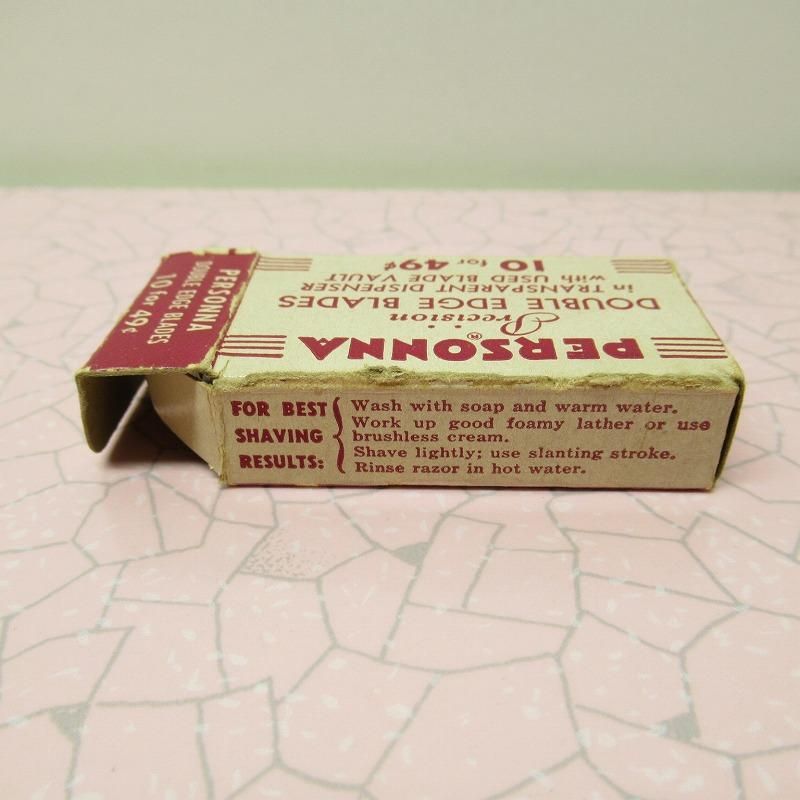 PERSONNA®
Precision
DOUBLE EDGE BLADES
in TRANSPARENT DISPENSER
with USED BLADE VAULT
10 for 49¢
PERSONNA
DOUBLE EDGE BLADES
10 for 49¢
FOR BEST
SHAVING
RESULTS:
Wash with soap and warm water.
Work up good foamy lather or use
brushless cream.
Shave lightly; use slanting stroke.
Rinse razor in hot water.